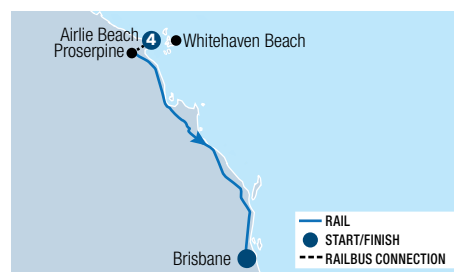 Airlie Beach
4
Whitehaven Beach
Proserpine
Brisbane
RAIL
START/FINISH
RAILBUS CONNECTION